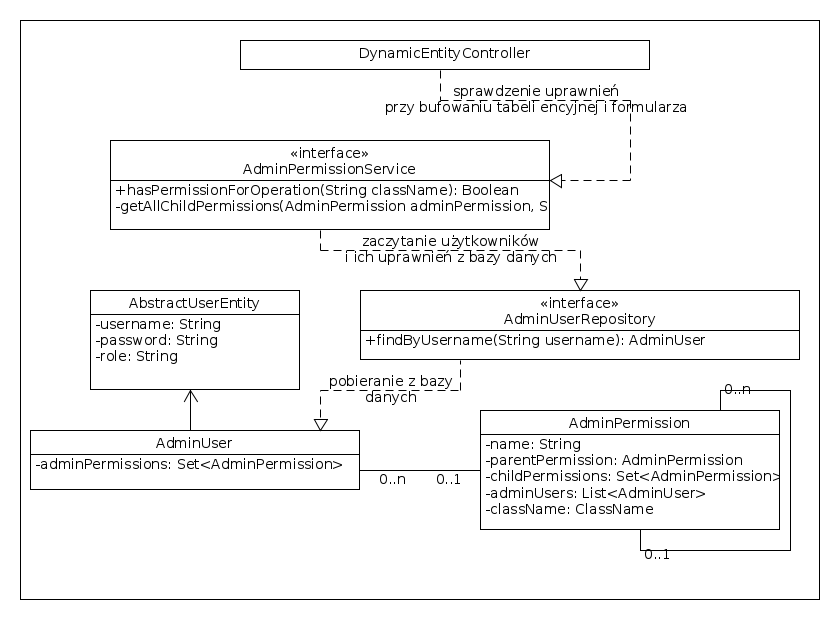 DynamicEntityController
sprawdzenie uprawnień
przy bufowaniu tabeli encyjnej i formularza
«interface»
AdminPermissionService
+hasPermissionForOperation(String className): Boolean
-getAllChildPermissions(AdminPermission adminPermission, S
zaczytanie użytkowników
i ich uprawnień z bazy danych
AbstractUserEntity
-username: String
-password: String
-role: String
«interface»
AdminUserRepository
+findByUsername(String username): AdminUser
pobieranie z bazy
danych
AdminUser
-adminPermissions: Set<AdminPermission>
0..n
0..1
0..n
AdminPermission
-name: String
-parentPermission: AdminPermission
-childPermissions: Set<AdminPermission>
-adminUsers: List<AdminUser>
-className: ClassName
0..1